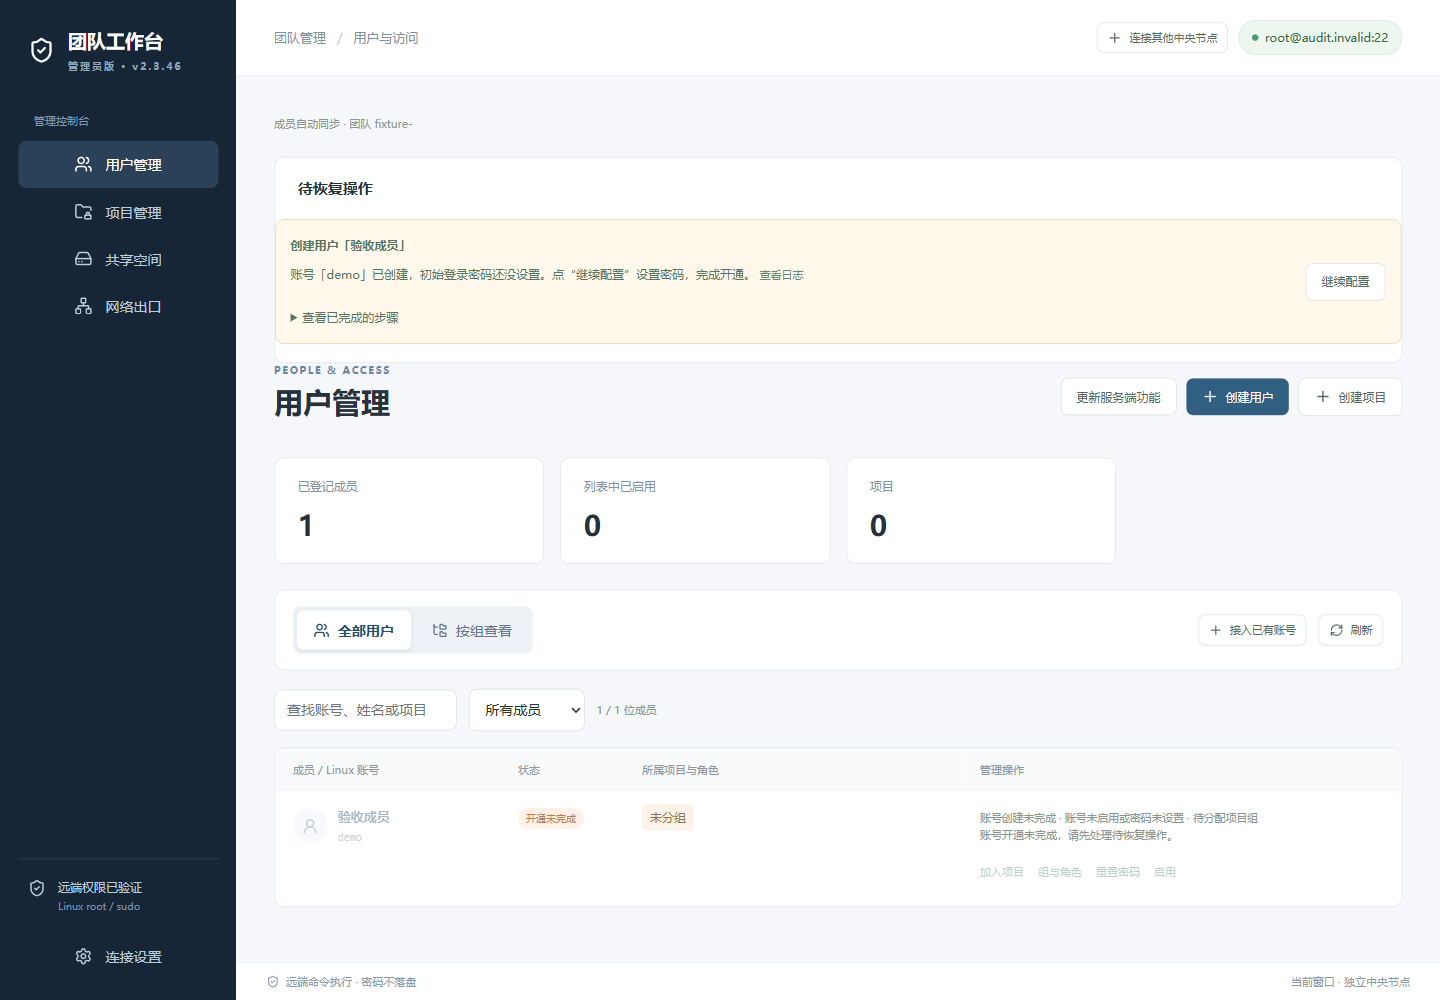 团队工作台
管理员版 • v2.3.46
管理控制台
用户管理
项目管理
共享空间
网络出口
远端权限已验证
Linux root / sudo
连接设置
团队管理 / 用户与访问
连接其他中央节点
root@audit.invalid:22
成员自动同步 · 团队 fixture-
待恢复操作
创建用户「验收成员」
账号「demo」已创建，初始登录密码还没设置。点“继续配置”设置密码，完成开通。 查看日志
继续配置
查看已完成的步骤
PEOPLE & ACCESS
用户管理
更新服务端功能
创建用户
创建项目
已登记成员
1
列表中已启用
0
项目
0
全部用户
按组查看
接入已有账号
刷新
查找账号、姓名或项目
所有成员
1 / 1 位成员
成员 / Linux 账号 状态 所属项目与角色 管理操作
验收成员
demo
开通未完成
未分组
账号创建未完成 · 账号未启用或密码未设置 · 待分配项目组
账号开通未完成，请先处理待恢复操作。
加入项目 组与角色 重置密码 启用
远端命令执行 · 密码不落盘
当前窗口 · 独立中央节点